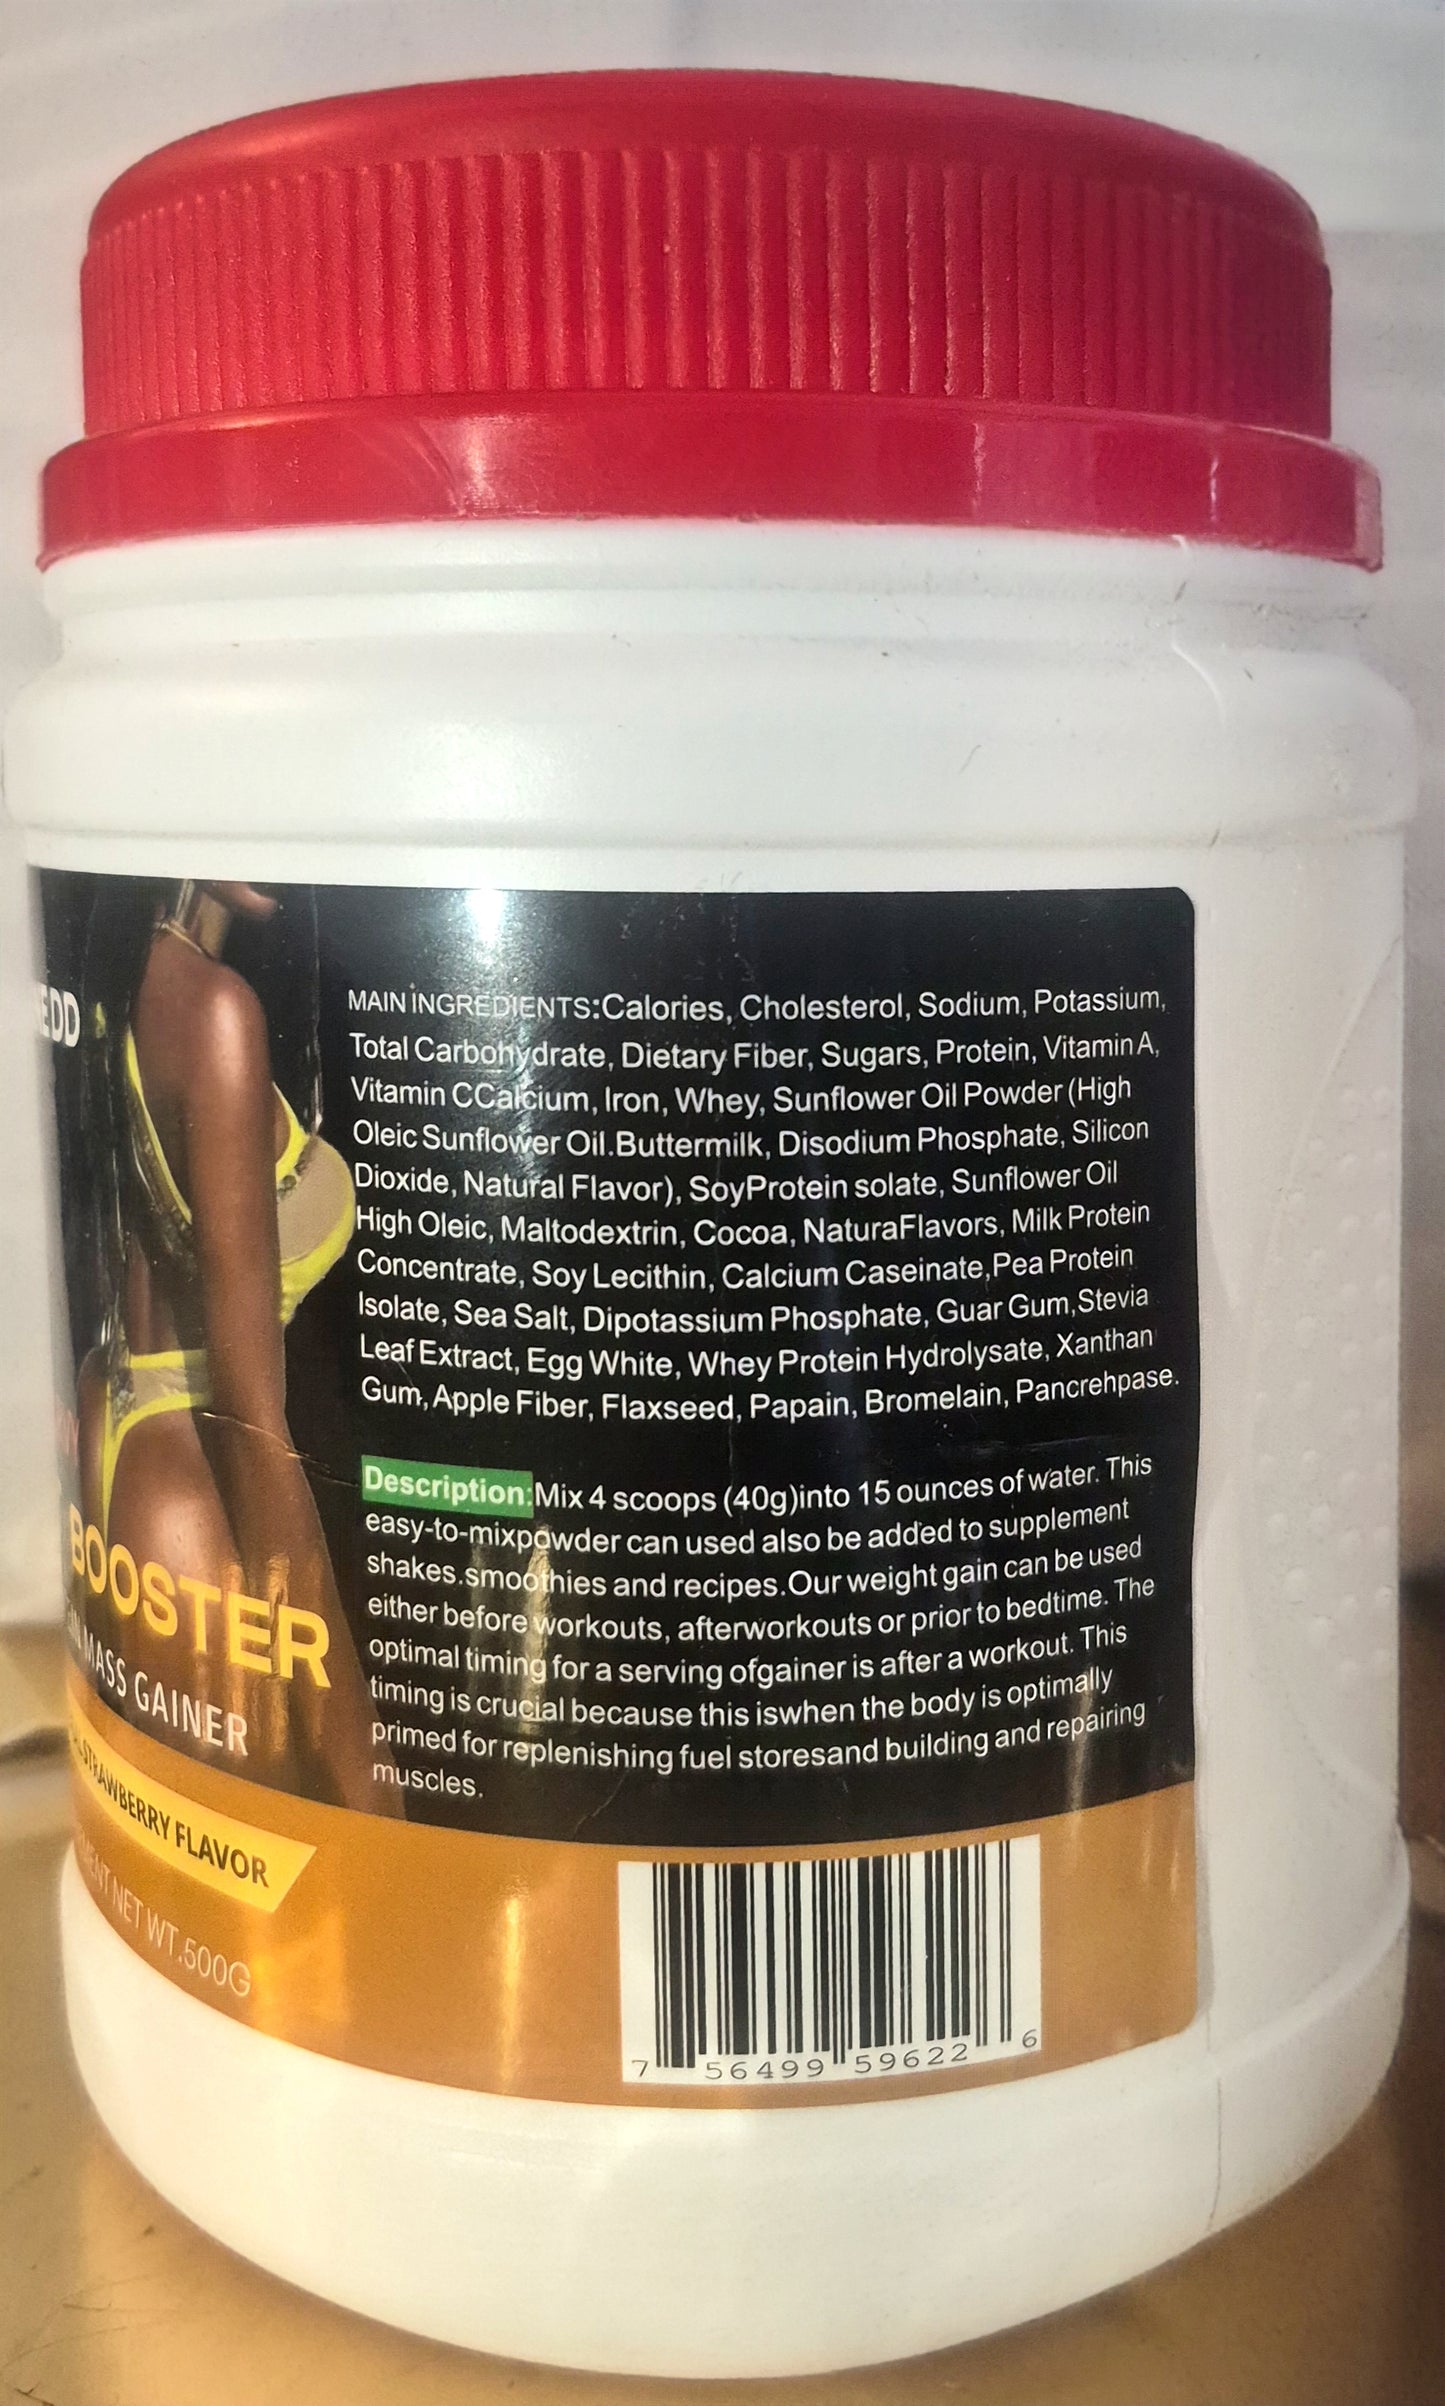 EDD
BOOSTER
MASS GAINER
STRAWBERRY FLAVOR
NET WT.500G
MAIN INGREDIENTS:Calories, Cholesterol, Sodium, Potassium,
Total Carbohydrate, Dietary Fiber, Sugars, Protein, Vitamin A,
Vitamin CCalcium, Iron, Whey, Sunflower Oil Powder (High
Oleic Sunflower Oil.Buttermilk, Disodium Phosphate, Silicon
Dioxide, Natural Flavor), SoyProtein solate, Sunflower Oil
High Oleic, Maltodextrin, Cocoa, NaturaFlavors, Milk Protein
Concentrate, Soy Lecithin, Calcium Caseinate,Pea Protein
Isolate, Sea Salt, Dipotassium Phosphate, Guar Gum,Stevia
Leaf Extract, Egg White, Whey Protein Hydrolysate, Xanthan
Gum, Apple Fiber, Flaxseed, Papain, Bromelain, Pancrehpase.
Description:Mix 4 scoops (40g)into 15 ounces of water. This
easy-to-mixpowder can used also be added to supplement
shakes.smoothies and recipes.Our weight gain can be used
either before workouts, afterworkouts or prior to bedtime. The
optimal timing for a serving ofgainer is after a workout. This
timing is crucial because this iswhen the body is optimally
primed for replenishing fuel storesand building and repairing
muscles.
7 56499 59622 6